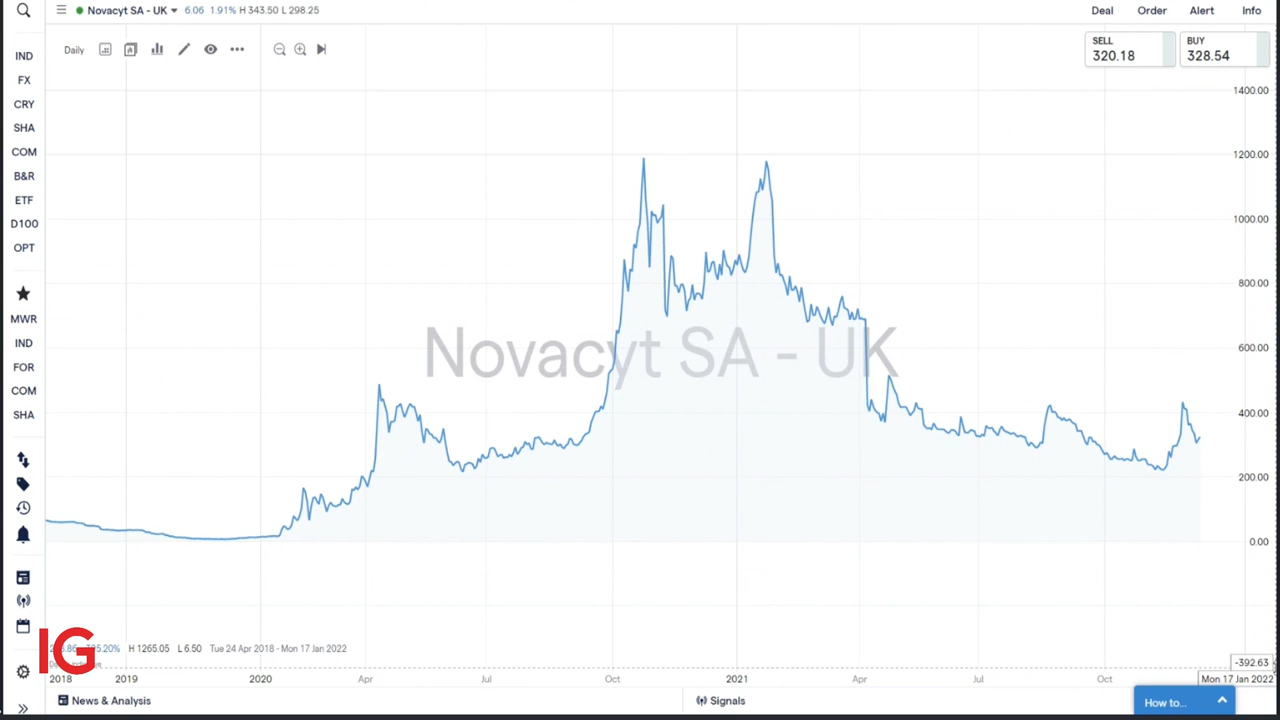 Novacyt SA - UK 6.06 1.91% H 343.50 L 298.25
Deal Order Alert Info
Daily
SELL
320.18
BUY
328.54
IND
FX
CRY
SHA
COM
B&R
ETF
D100
OPT
MWR
IND
FOR
COM
SHA
1400.00
1200.00
1000.00
800.00
600.00
400.00
200.00
0.00
-392.63
Novacyt SA - UK
H 1265.05 L 6.50 Tue 24 Apr 2018 - Mon 17 Jan 2022
IG
2018 2019 2020 Apr Jul Oct 2021 Apr Jul Oct Mon 17 Jan 2022
News & Analysis
Signals
How to...